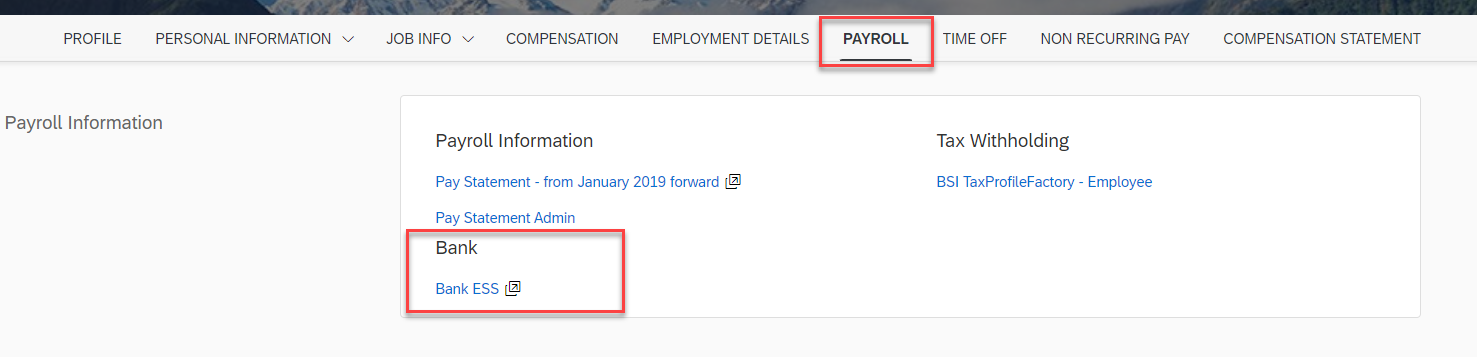 PROFILE PERSONAL INFORMATION JOB INFO COMPENSATION EMPLOYMENT DETAILS PAYROLL TIME OFF NON RECURRING PAY COMPENSATION STATEMENT
Payroll Information
Payroll Information
Pay Statement - from January 2019 forward
Pay Statement Admin
Bank
Bank ESS
Tax Withholding
BSI TaxProfileFactory - Employee